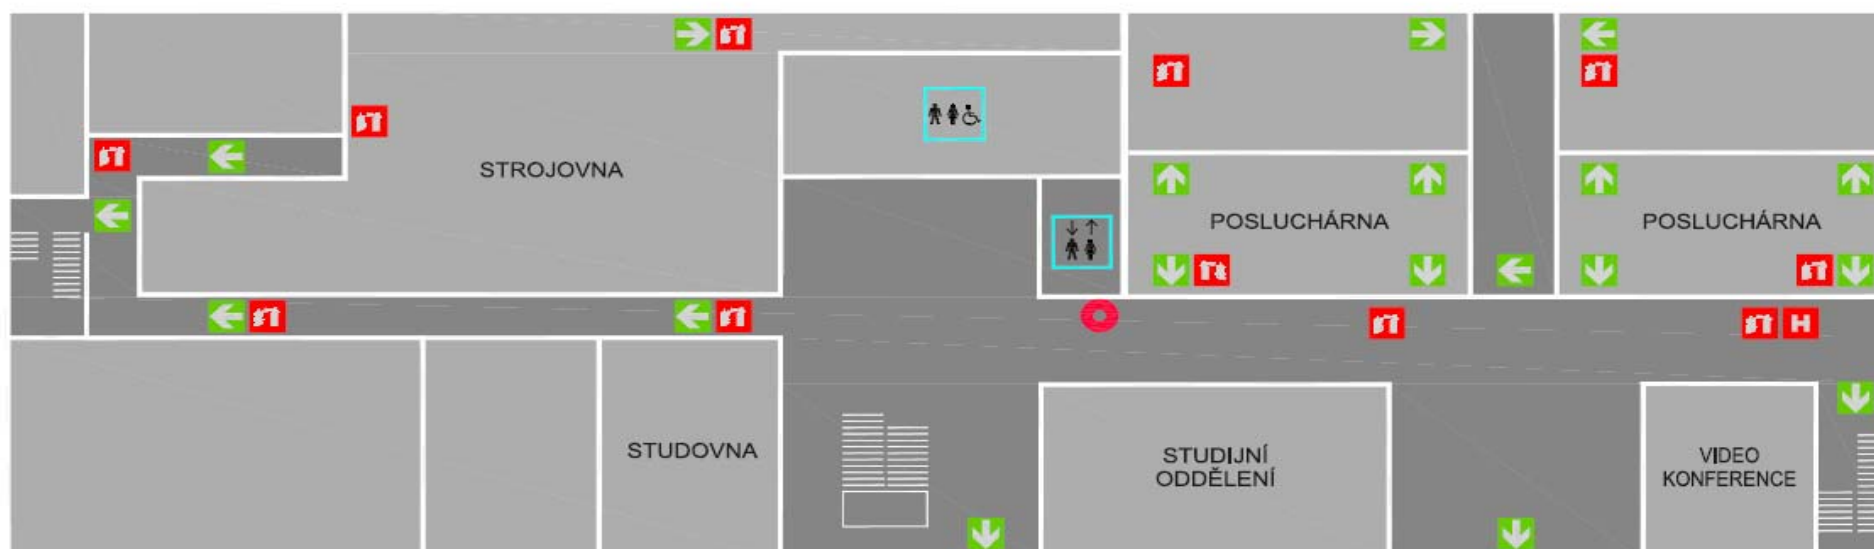 STROJOVNA
POSLUCHÁRNA
POSLUCHÁRNA
H
STUDOVNA
STUDIJNÍ
ODDĚLENÍ
VIDEO
KONFERENCE